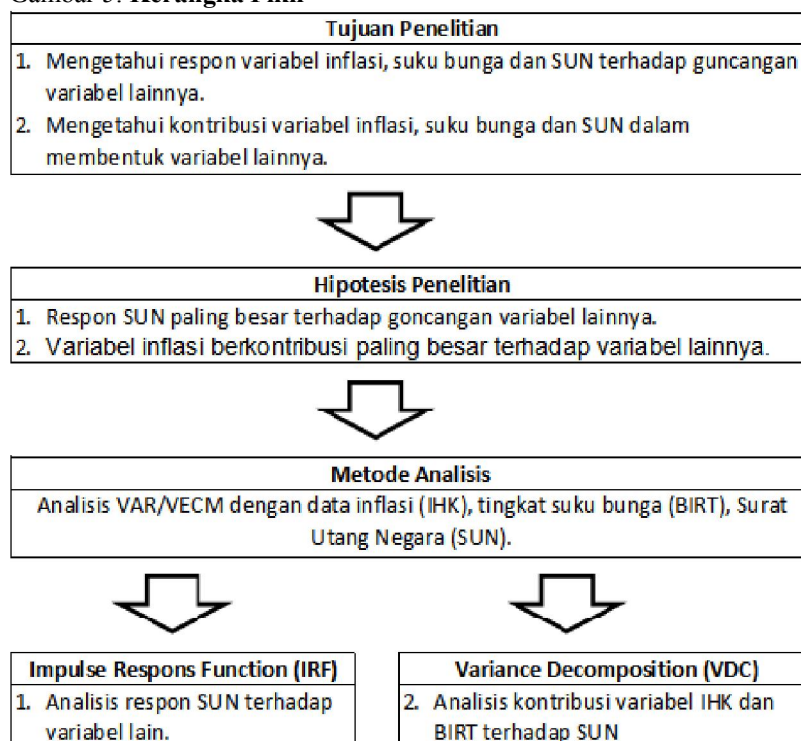 Tujuan Penelitian
1. Mengetahui respon variabel inflasi, suku bunga dan SUN terhadap guncangan
variabel lainnya.
2. Mengetahui kontribusi variabel inflasi, suku bunga dan SUN dalam
membentuk variabel lainnya.
Hipotesis Penelitian
1. Respon SUN paling besar terhadap goncangan variabel lainnya.
2. Variabel inflasi berkontribusi paling besar terhadap variabel lainnya.
Metode Analisis
Analisis VAR/VECM dengan data inflasi (IHK), tingkat suku bunga (BIRT), Surat
Utang Negara (SUN).
Impulse Respons Function (IRF)
1. Analisis respon SUN terhadap
variabel lain.
Variance Decomposition (VDC)
2. Analisis kontribusi variabel IHK dan
BIRT terhadap SUN